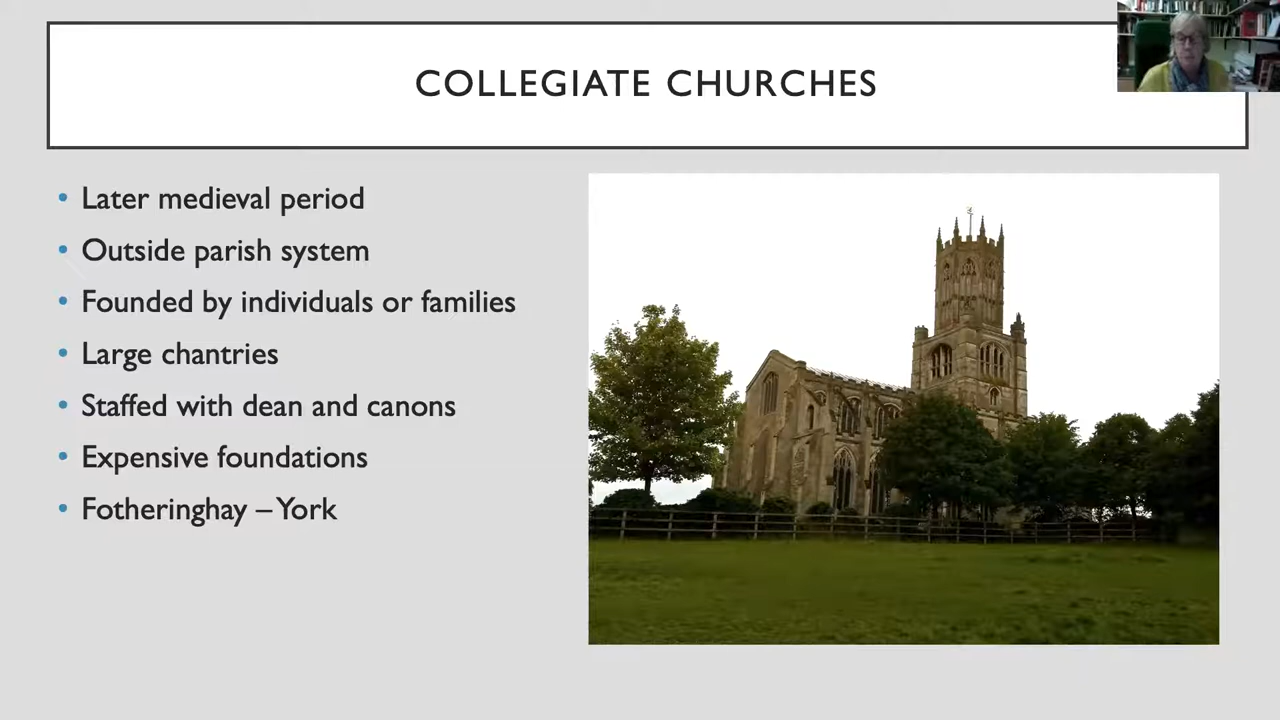 COLLEGIATE CHURCHES
• Later medieval period
• Outside parish system
• Founded by individuals or families
• Large chantries
• Staffed with dean and canons
• Expensive foundations
• Fotheringhay – York